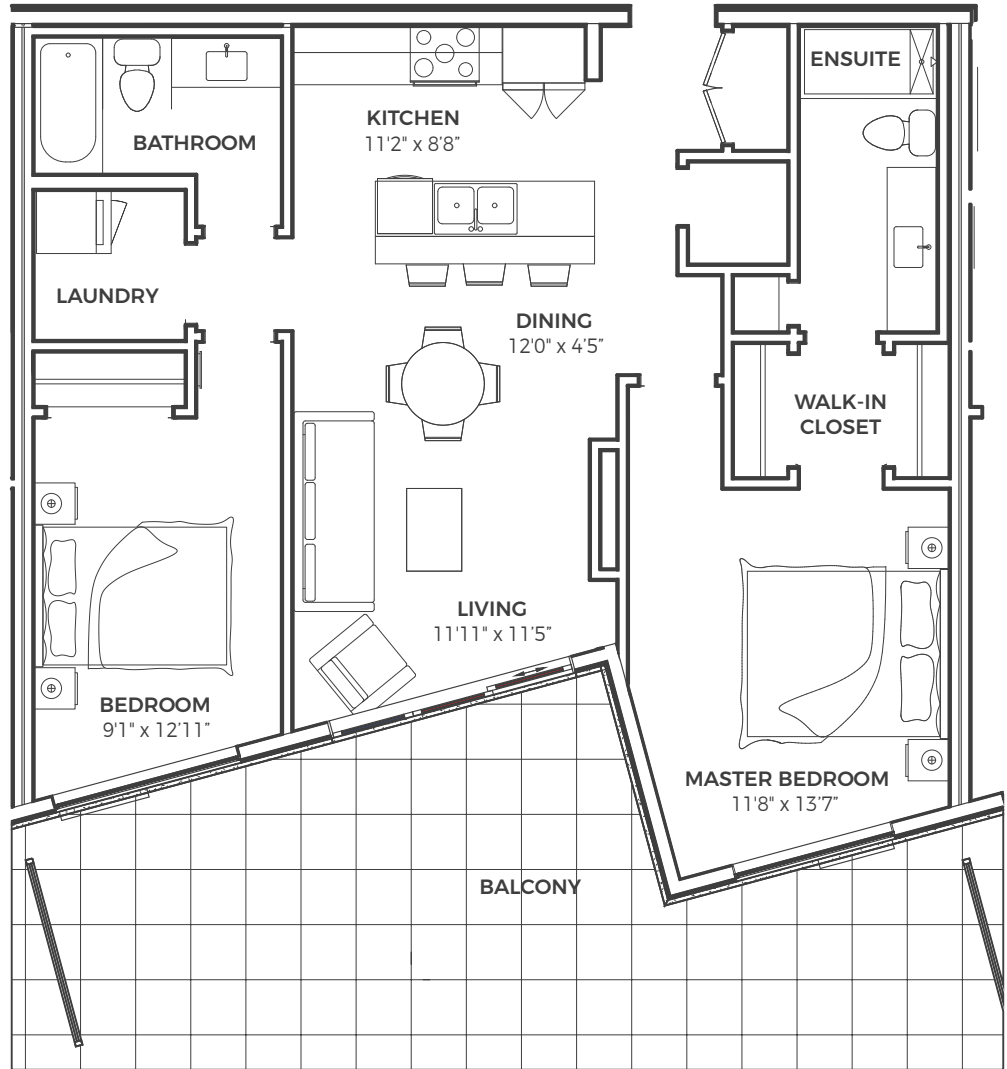 ENSUITE
KITCHEN
11'2" x 8'8"
BATHROOM
LAUNDRY
DINING
12'0" x 4'5"
WALK-IN
CLOSET
LIVING
11'11" x 11'5"
BEDROOM
9'1" x 12'11"
MASTER BEDROOM
11'8" x 13'7"
BALCONY